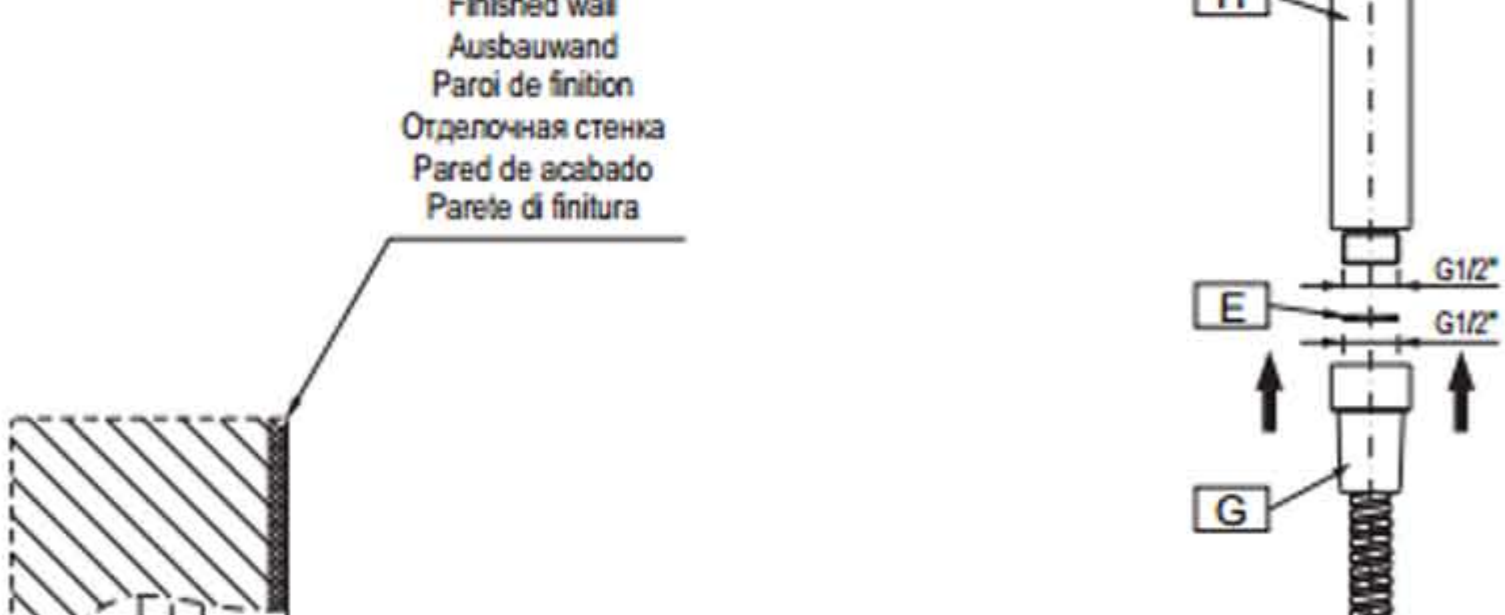 Finished wall
Ausbauwand
Paroi de finition
Отделочная стенка
Pared de acabado
Parete di finitura
H
G1/2"
E
G1/2"
G